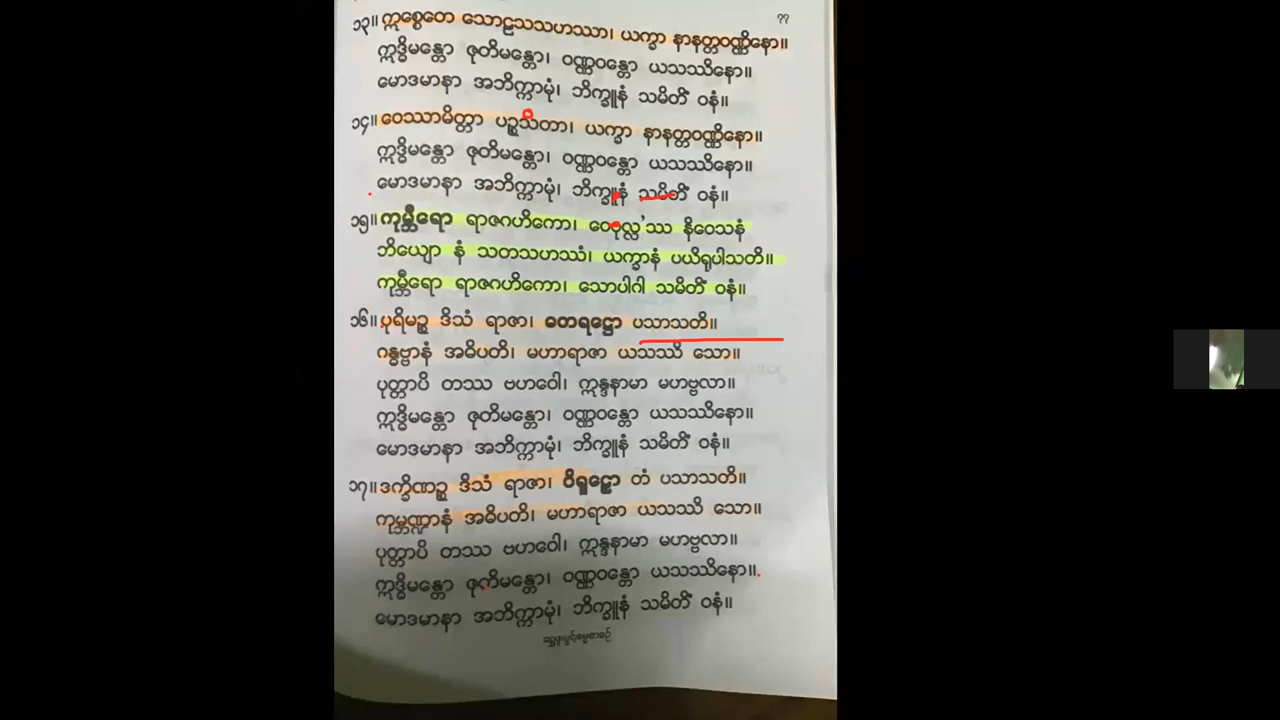 ၇၇
၁၃။ ဣစ္စေတေ သောဠသသဟဿာ၊ ယက္ခာ နာနတ္တဝဏ္ဏိနော။
ဣဒ္ဓိမန္တော ဇုတိမန္တော၊ ဝဏ္ဏဝန္တော ယသဿိနော။
မောဒမာနာ အဘိက္ကာမုံ၊ ဘိက္ခူနံ သမိတိံ ဝနံ။
၁၄။ ဝေဿာမိတ္တာ ပဉ္စသတာ၊ ယက္ခာ နာနတ္တဝဏ္ဏိနော။
ဣဒ္ဓိမန္တော ဇုတိမန္တော၊ ဝဏ္ဏဝန္တော ယသဿိနော။
မောဒမာနာ အဘိက္ကာမုံ၊ ဘိက္ခူနံ သမိတိံ ဝနံ။
၁၅။ ကုမ္ဘီရော ရာဇဂဟိကော၊ ဝေပုလ္လ'ဿ နိဝေသနံ
ဘိယျော နံ သတသဟဿံ၊ ယက္ခာနံ ပယိရုပါသတိ။
ကုမ္ဘီရော ရာဇဂဟိကော၊ သောပါဂါ သမိတိံ ဝနံ။
၁၆။ ပုရိမဉ္စ ဒိသံ ရာဇာ၊ ဓတရဋ္ဌော ပသာသတိ။
ဂန္ဓဗ္ဗာနံ အဓိပတိ၊ မဟာရာဇာ ယသဿိ သော။
ပုတ္တာပိ တဿ ဗဟဝေါ၊ ဣန္ဒနာမာ မဟဗ္ဗလာ။
ဣဒ္ဓိမန္တော ဇုတိမန္တော၊ ဝဏ္ဏဝန္တော ယသဿိနော။
မောဒမာနာ အဘိက္ကာမုံ၊ ဘိက္ခူနံ သမိတိံ ဝနံ။
၁၇။ ဒက္ခိဏဉ္စ ဒိသံ ရာဇာ၊ ဝိရူဠှော တံ ပသာသတိ။
ကုမ္ဘဏ္ဍာနံ အဓိပတိ၊ မဟာရာဇာ ယသဿိ သော။
ပုတ္တာပိ တဿ ဗဟဝေါ၊ ဣန္ဒနာမာ မဟဗ္ဗလာ။
ဣဒ္ဓိမန္တော ဇုတိမန္တော၊ ဝဏ္ဏဝန္တော ယသဿိနော။
မောဒမာနာ အဘိက္ကာမုံ၊ ဘိက္ခူနံ သမိတိံ ဝနံ။